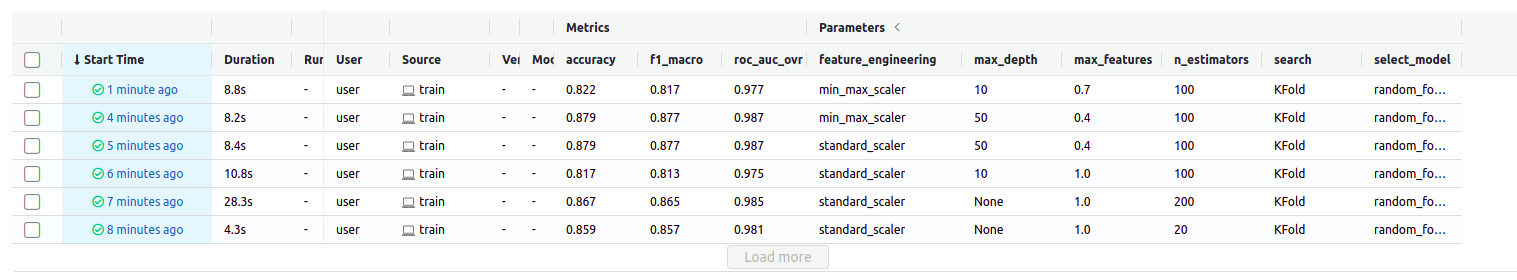 Metrics Parameters <
↓ Start Time Duration Rur User Source Ver Moc accuracy f1_macro roc_auc_ovr feature_engineering max_depth max_features n_estimators search select_model
1 minute ago 8.8s - user train - - 0.822 0.817 0.977 min_max_scaler 10 0.7 100 KFold random_fo...
4 minutes ago 8.2s - user train - - 0.879 0.877 0.987 min_max_scaler 50 0.4 100 KFold random_fo...
5 minutes ago 8.4s - user train - - 0.879 0.877 0.987 standard_scaler 50 0.4 100 KFold random_fo...
6 minutes ago 10.8s - user train - - 0.817 0.813 0.975 standard_scaler 10 1.0 100 KFold random_fo...
7 minutes ago 28.3s - user train - - 0.867 0.865 0.985 standard_scaler None 1.0 200 KFold random_fo...
8 minutes ago 4.3s - user train - - 0.859 0.857 0.981 standard_scaler None 1.0 20 KFold random_fo...
Load more